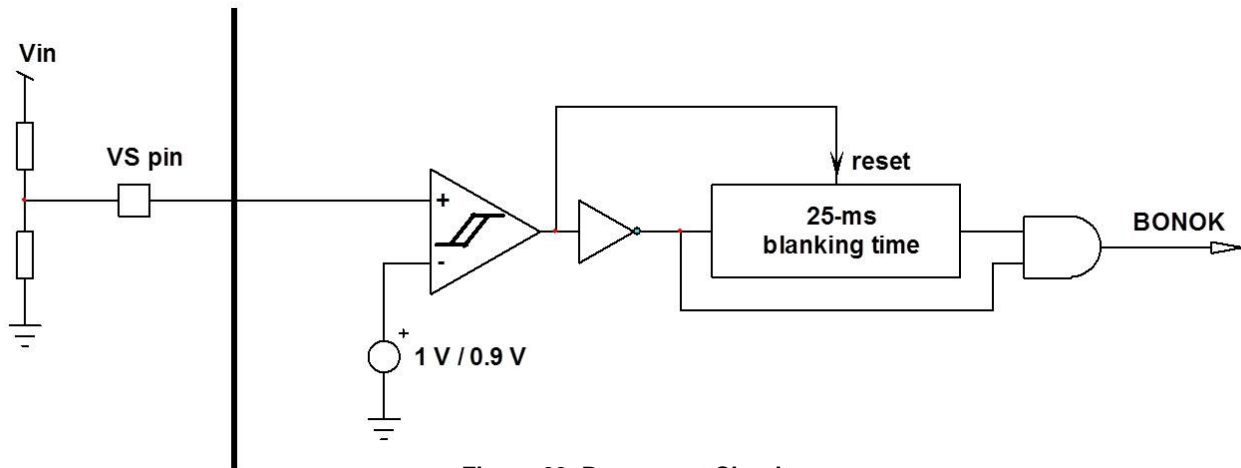 Vin
VS pin
+
-
+
1 V / 0.9 V
reset
25-ms
blanking time
BONOK